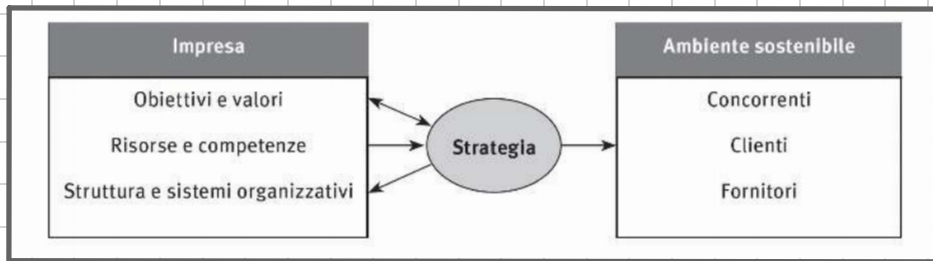 Impresa
Obiettivi e valori
Risorse e competenze
Struttura e sistemi organizzativi
Strategia
Ambiente sostenibile
Concorrenti
Clienti
Fornitori